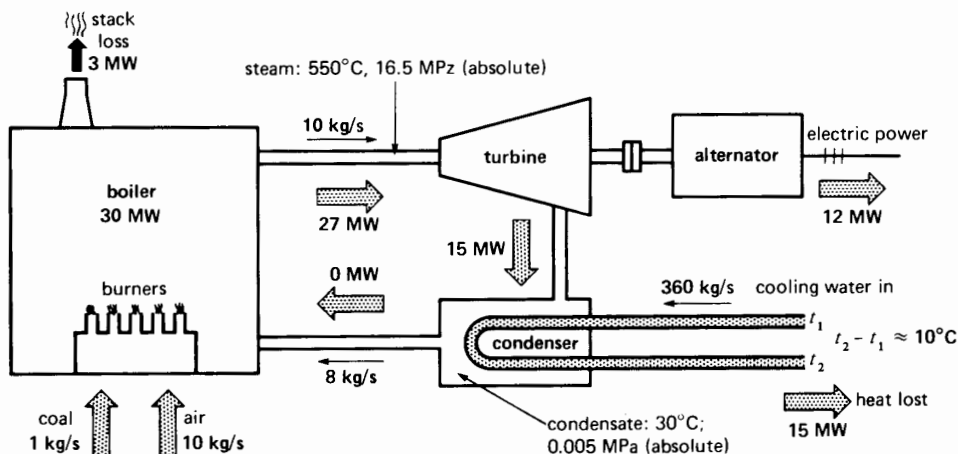 stack
loss
3 MW
steam: 550°C, 16.5 MPz (absolute)
10 kg/s
turbine
alternator
electric power
boiler
30 MW
27 MW
12 MW
15 MW
0 MW
burners
360 kg/s
cooling water in
t₁
t₂ – t₁ ≈ 10°C
condenser
t₂
8 kg/s
heat lost
15 MW
coal
1 kg/s
air
10 kg/s
condensate: 30°C;
0.005 MPa (absolute)